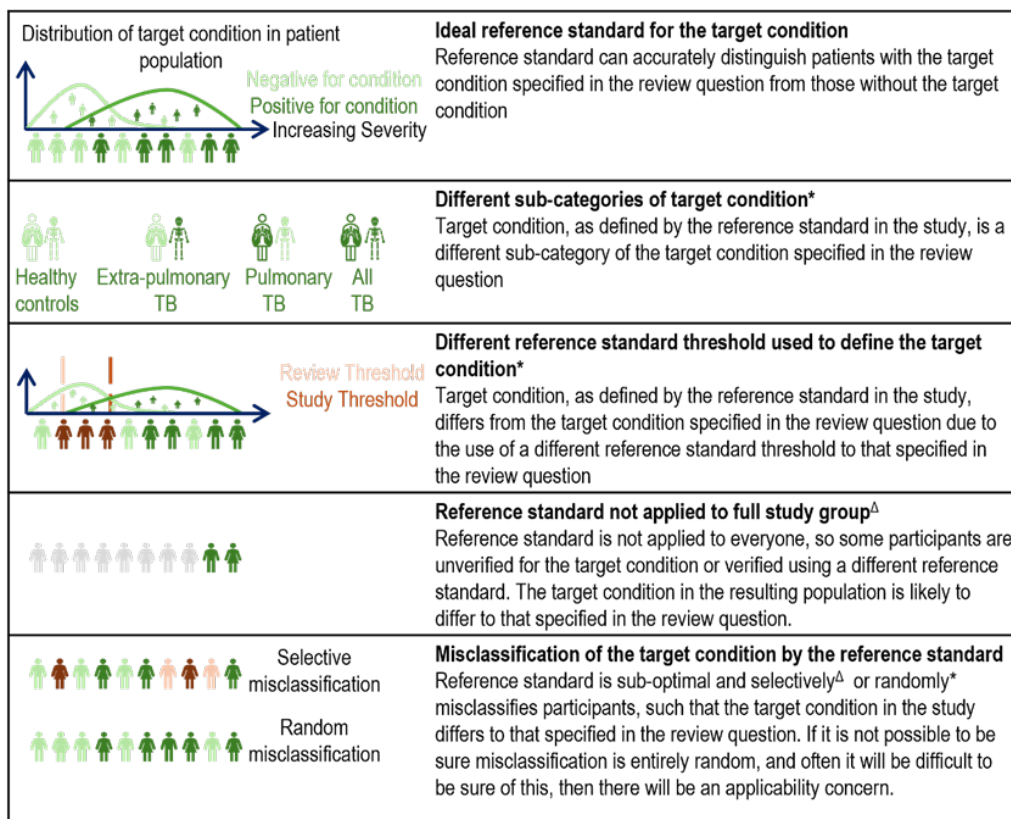 Distribution of target condition in patient
population
Negative for condition
Positive for condition
Increasing Severity
Ideal reference standard for the target condition
Reference standard can accurately distinguish patients with the target
condition specified in the review question from those without the target
condition
Healthy
controls
Extra-pulmonary
TB
Pulmonary
TB
All
TB
Different sub-categories of target condition*
Target condition, as defined by the reference standard in the study, is a
different sub-category of the target condition specified in the review
question
Review Threshold
Study Threshold
Different reference standard threshold used to define the target
condition*
Target condition, as defined by the reference standard in the study,
differs from the target condition specified in the review question due to
the use of a different reference standard threshold to that specified in
the review question
Reference standard not applied to full study group^Δ
Reference standard is not applied to everyone, so some participants are
unverified for the target condition or verified using a different reference
standard. The target condition in the resulting population is likely to
differ to that specified in the review question.
Selective
misclassification
Random
misclassification
Misclassification of the target condition by the reference standard
Reference standard is sub-optimal and selectively^Δ or randomly*
misclassifies participants, such that the target condition in the study
differs to that specified in the review question. If it is not possible to be
sure misclassification is entirely random, and often it will be difficult to
be sure of this, then there will be an applicability concern.